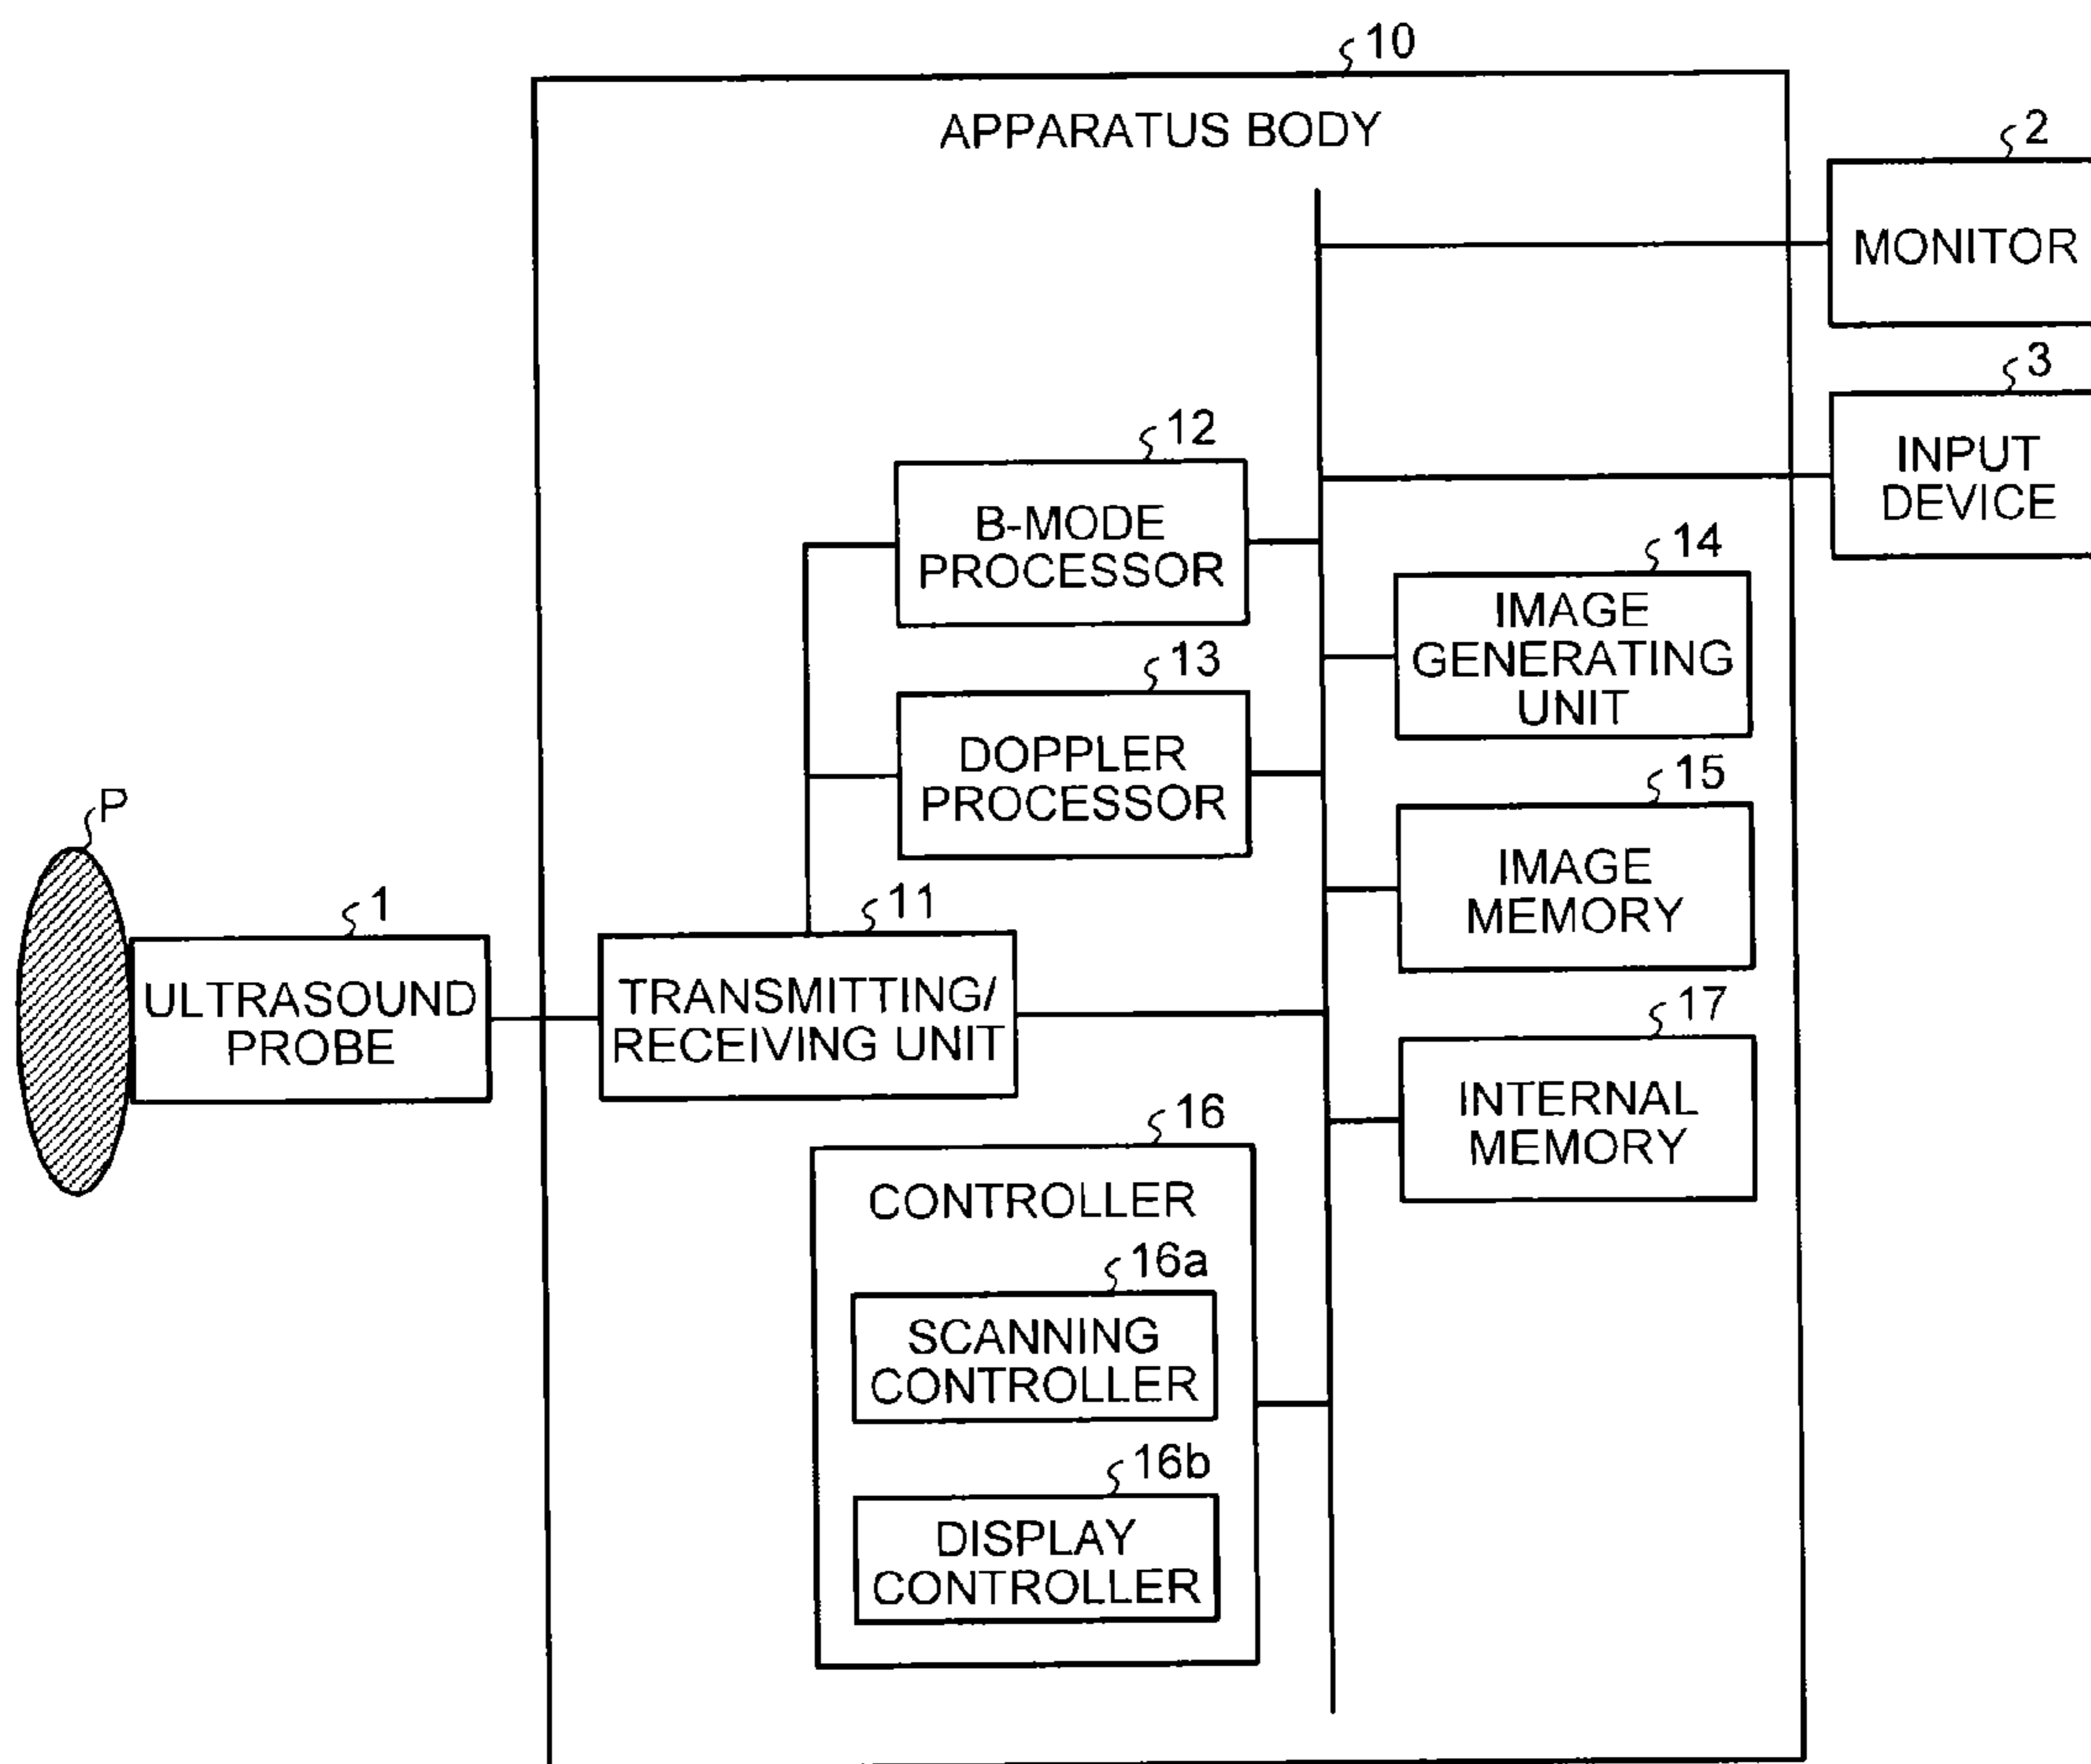 10
APPARATUS BODY
2
MONITOR
3
INPUT
DEVICE
12
B-MODE
PROCESSOR
14
IMAGE
GENERATING
UNIT
13
DOPPLER
PROCESSOR
15
IMAGE
MEMORY
P
1
ULTRASOUND
PROBE
11
TRANSMITTING/
RECEIVING UNIT
17
INTERNAL
MEMORY
16
CONTROLLER
16a
SCANNING
CONTROLLER
16b
DISPLAY
CONTROLLER